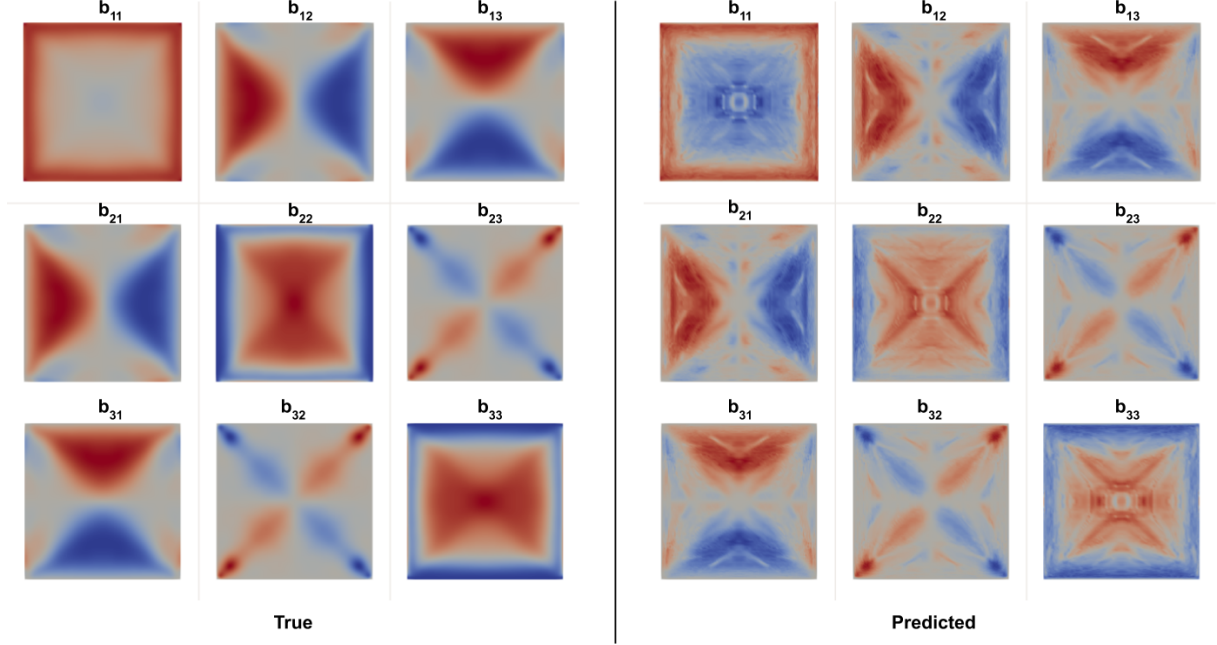 b11 b12 b13 b11 b12 b13
b21 b22 b23 b21 b22 b23
b31 b32 b33 b31 b32 b33
True Predicted